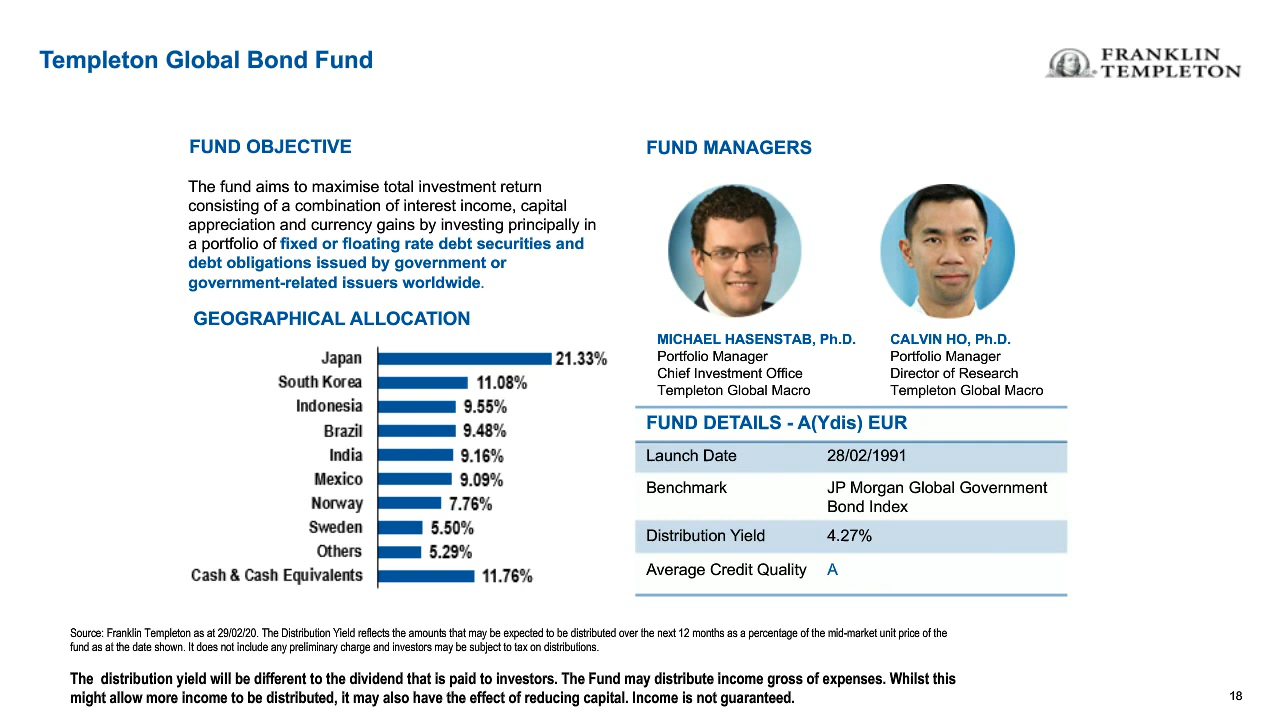 Templeton Global Bond Fund
FRANKLIN
TEMPLETON
FUND OBJECTIVE
The fund aims to maximise total investment return
consisting of a combination of interest income, capital
appreciation and currency gains by investing principally in
a portfolio of fixed or floating rate debt securities and
debt obligations issued by government or
government-related issuers worldwide.
GEOGRAPHICAL ALLOCATION
Japan 21.33%
South Korea 11.08%
Indonesia 9.55%
Brazil 9.48%
India 9.16%
Mexico 9.09%
Norway 7.76%
Sweden 5.50%
Others 5.29%
Cash & Cash Equivalents 11.76%
FUND MANAGERS
MICHAEL HASENSTAB, Ph.D.
Portfolio Manager
Chief Investment Office
Templeton Global Macro
CALVIN HO, Ph.D.
Portfolio Manager
Director of Research
Templeton Global Macro
FUND DETAILS - A(Ydis) EUR
Launch Date 28/02/1991
Benchmark JP Morgan Global Government
Bond Index
Distribution Yield 4.27%
Average Credit Quality A
Source: Franklin Templeton as at 29/02/20. The Distribution Yield reflects the amounts that may be expected to be distributed over the next 12 months as a percentage of the mid-market unit price of the
fund as at the date shown. It does not include any preliminary charge and investors may be subject to tax on distributions.
The distribution yield will be different to the dividend that is paid to investors. The Fund may distribute income gross of expenses. Whilst this
might allow more income to be distributed, it may also have the effect of reducing capital. Income is not guaranteed.
18